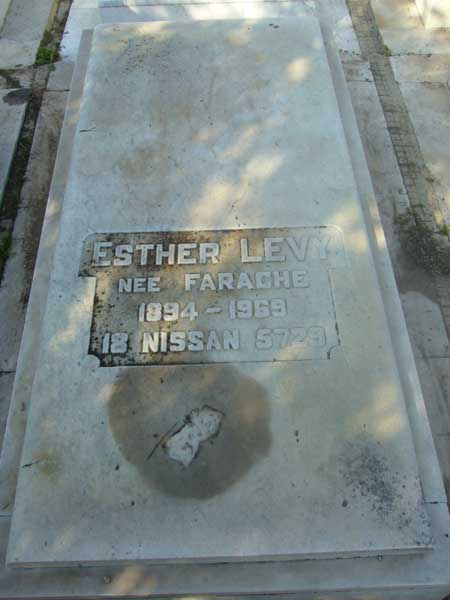 ESTHER LEVY
NEE FARACHE
1894-1969
18 NISSAN 5729